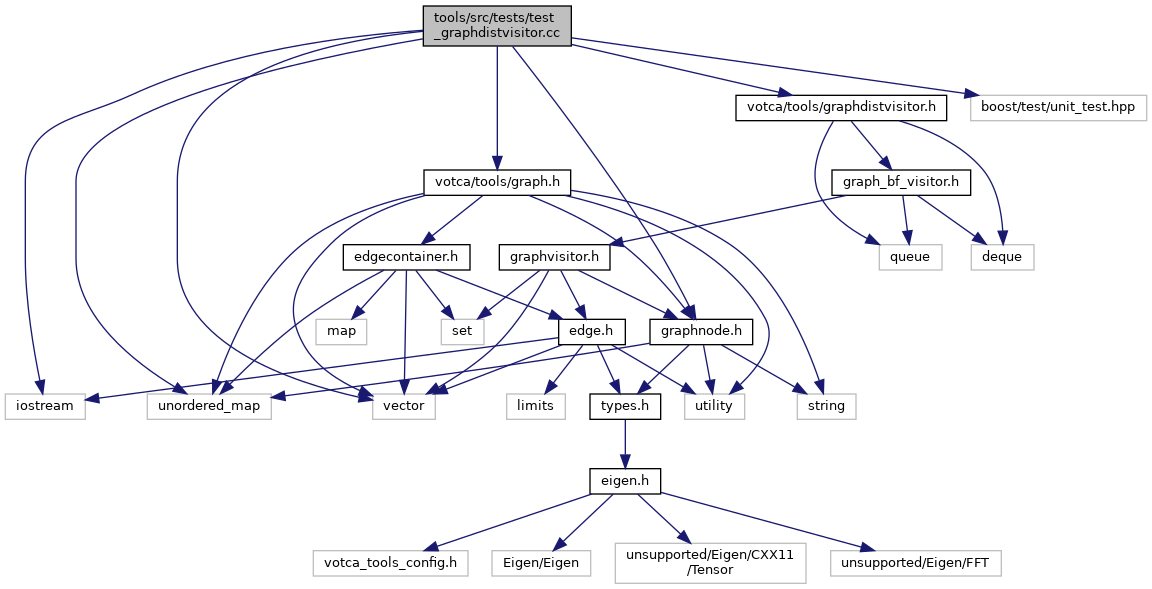 tools/src/tests/test
_graphdistvisitor.cc
votca/tools/graphdistvisitor.h
boost/test/unit_test.hpp
votca/tools/graph.h
graph_bf_visitor.h
edgecontainer.h
graphvisitor.h
queue
deque
map
set
edge.h
graphnode.h
iostream
unordered_map
vector
limits
types.h
utility
string
eigen.h
votca_tools_config.h
Eigen/Eigen
unsupported/Eigen/CXX11
/Tensor
unsupported/Eigen/FFT